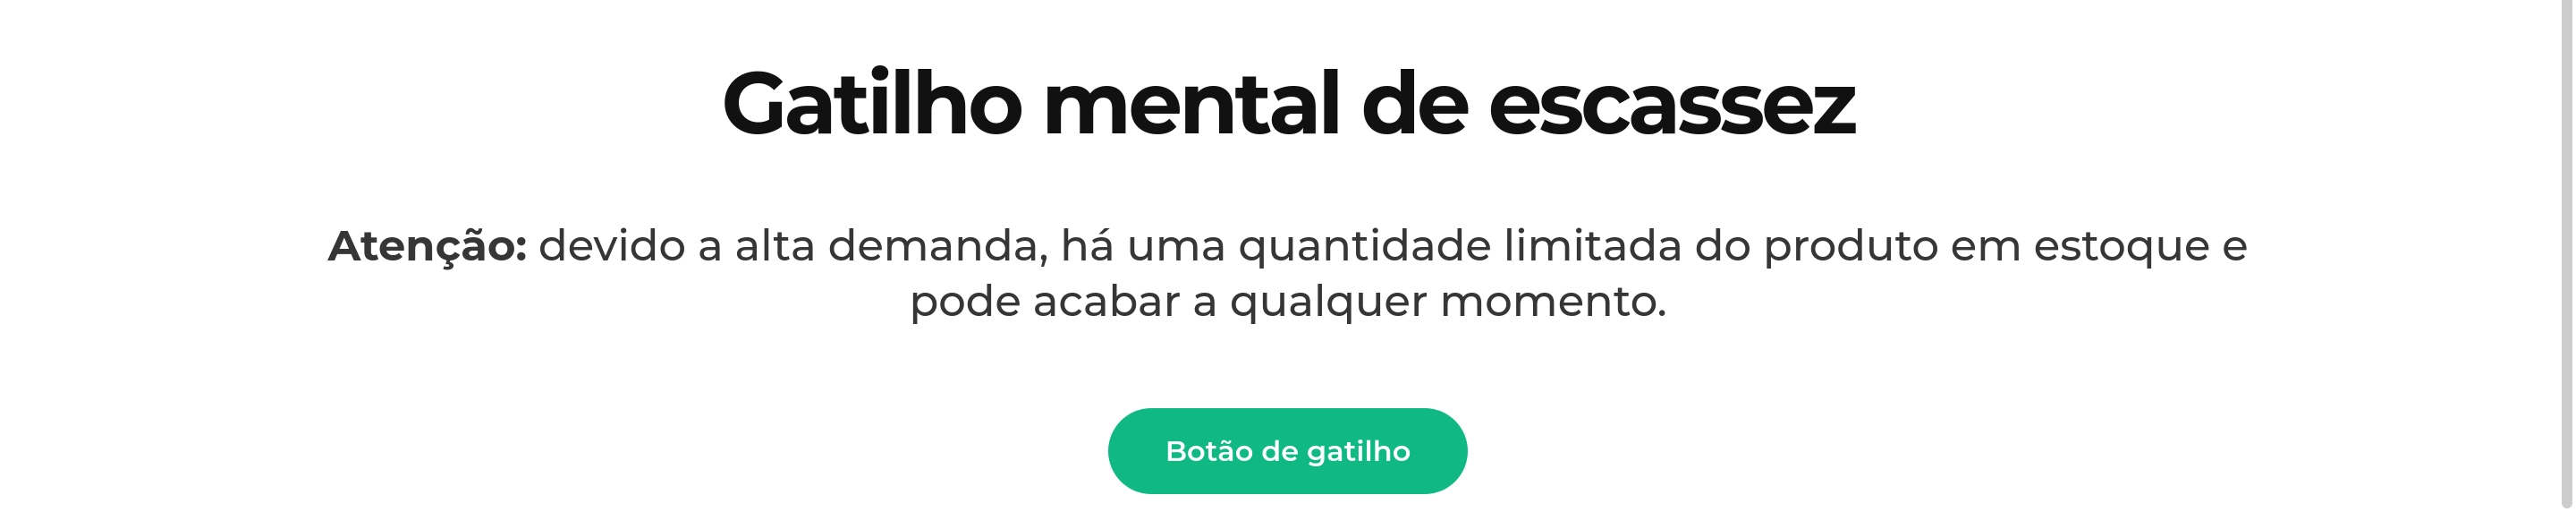 Gatilho mental de escassez
Atenção: devido a alta demanda, há uma quantidade limitada do produto em estoque e
pode acabar a qualquer momento.
Botão de gatilho